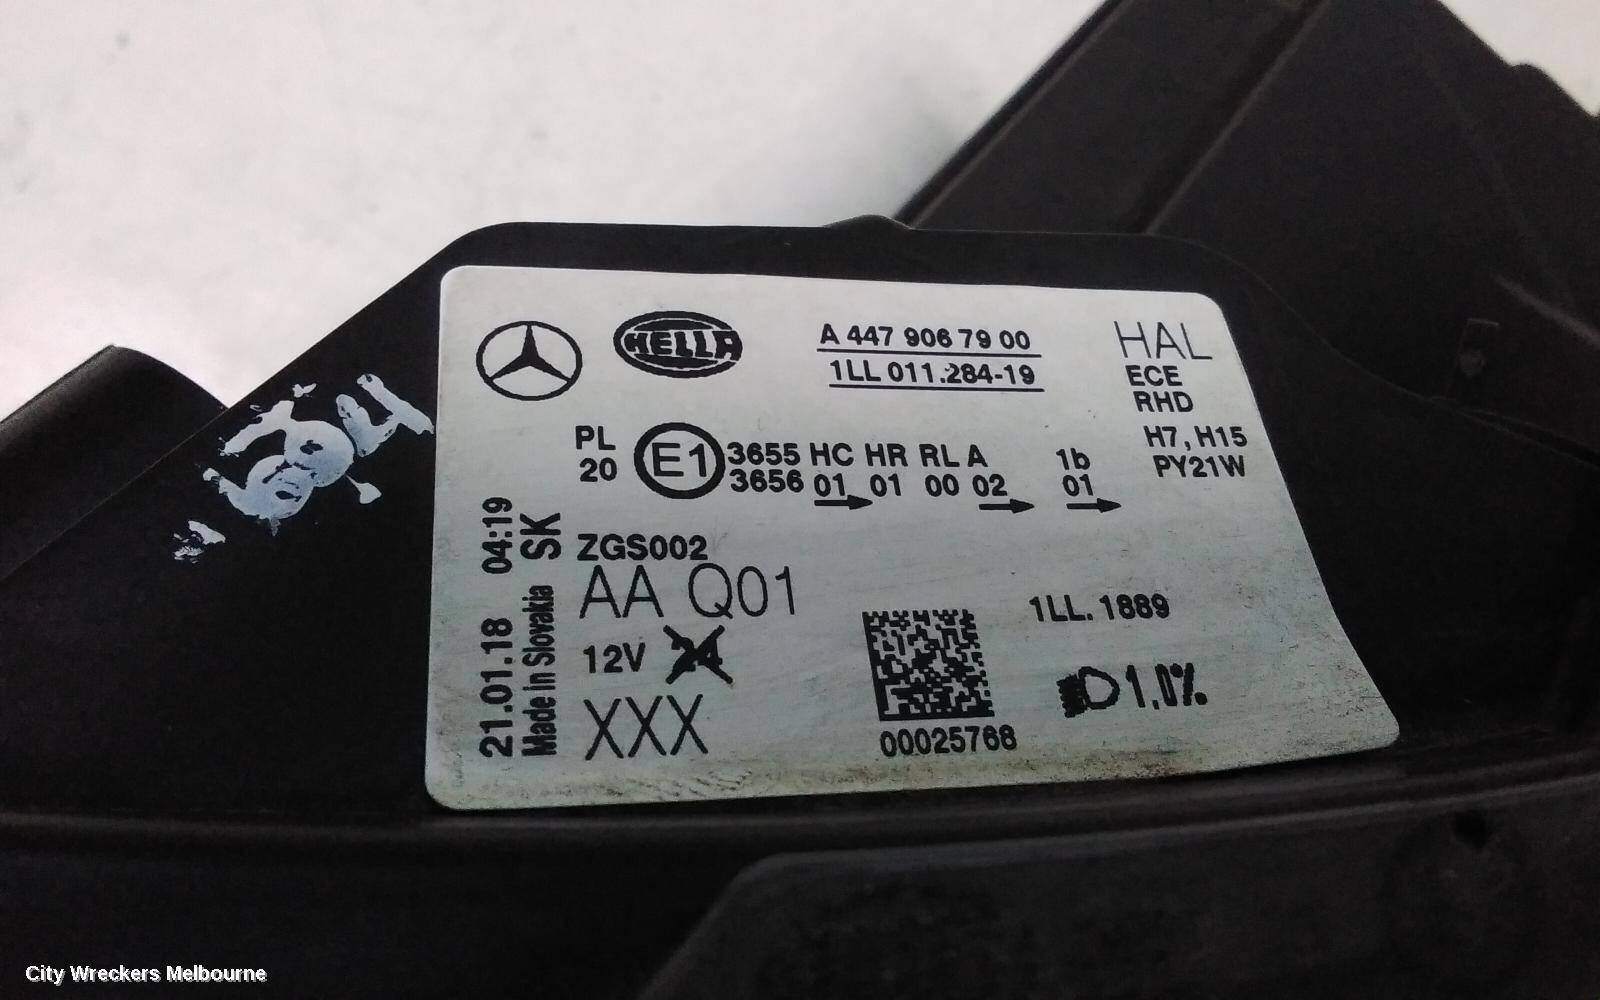 HELLA
A 447 906 79 00
1LL 011.284-19
HAL
ECE
RHD
H7, H15
PY21W
PL
20
E1
3655 HC HR RL A 1b
3656 01 01 00 02 01
21.01.18 04:19
Made in Slovakia SK
ZGS002
AA Q01
12V
XXX
1LL. 1889
1.0%
00025768
City Wreckers Melbourne